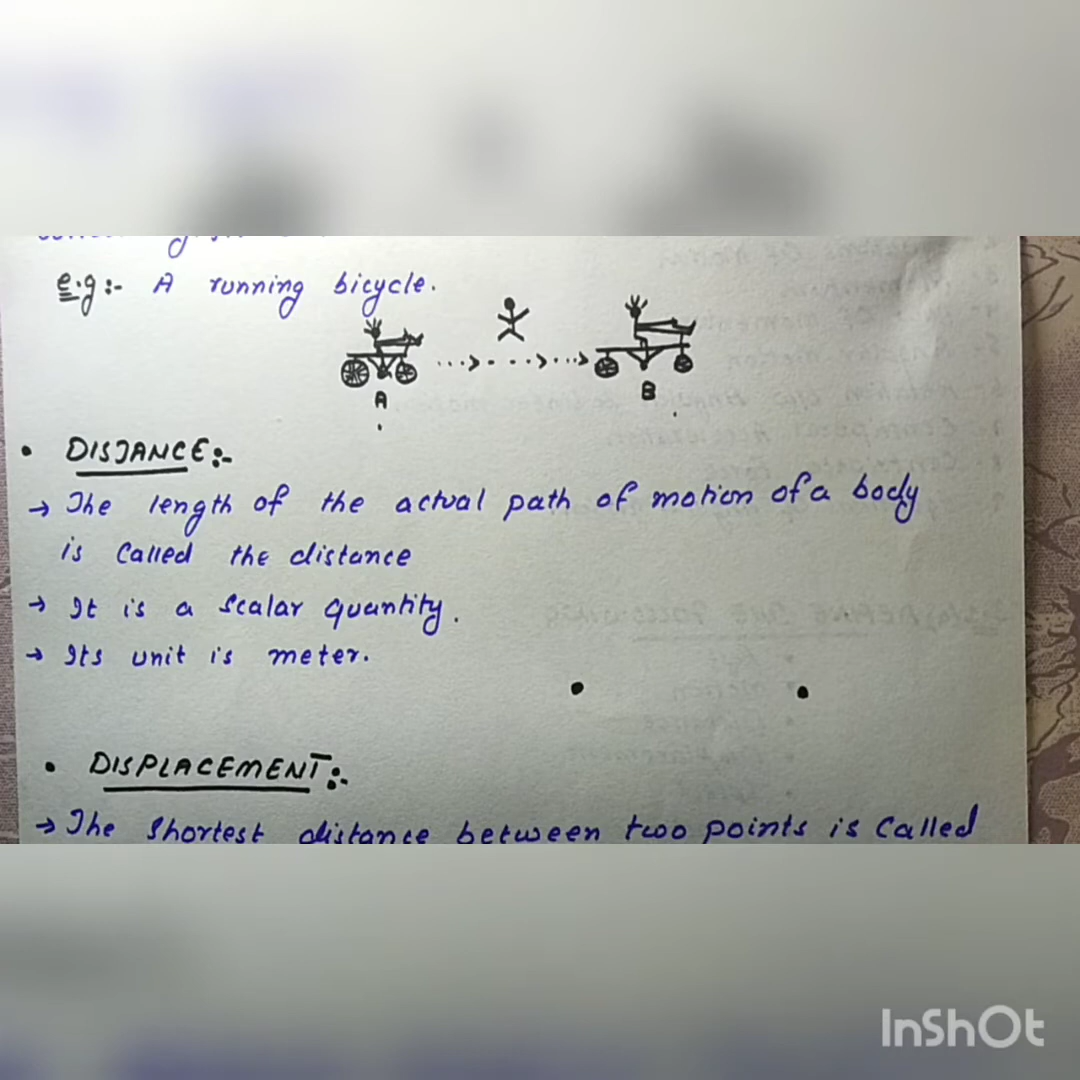 e.g:- A running bicycle.
A
B
• DISTANCE:-
→ The length of the actual path of motion of a body
is called the distance
→ It is a scalar quantity.
→ Its unit is meter.
• DISPLACEMENT:-
→ The shortest distance between two points is called
InShOt